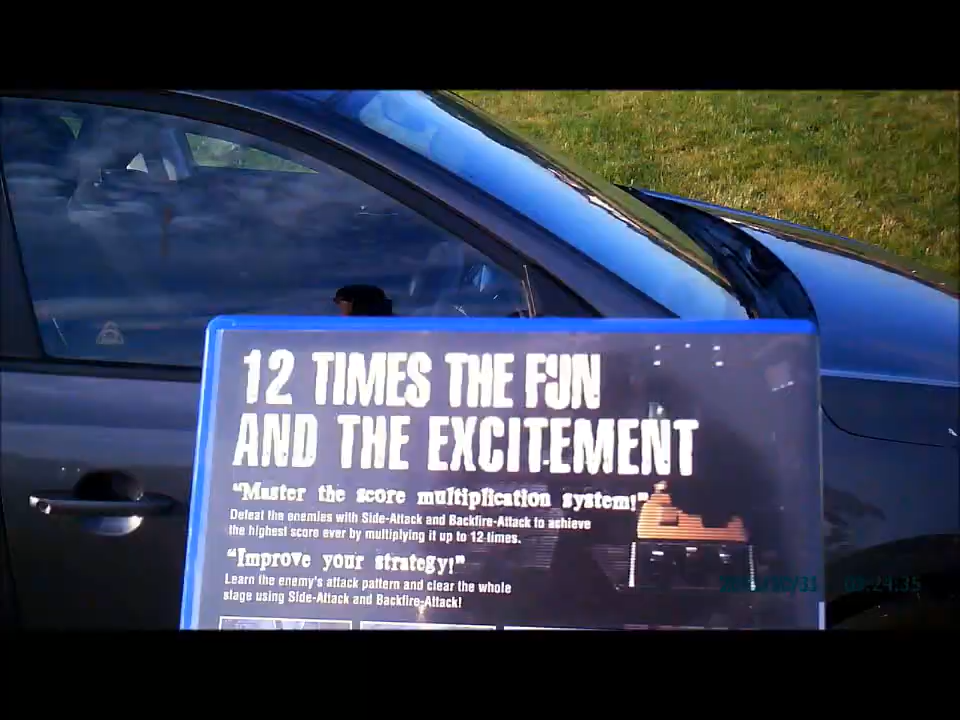 12 TIMES THE FUN
AND THE EXCITEMENT
"Master the score multiplication system!"
Defeat the enemies with Side-Attack and Backfire-Attack to achieve
the highest score ever by multiplying it up to 12 times.
"Improve your strategy!"
Learn the enemy's attack pattern and clear the whole
stage using Side-Attack and Backfire-Attack!